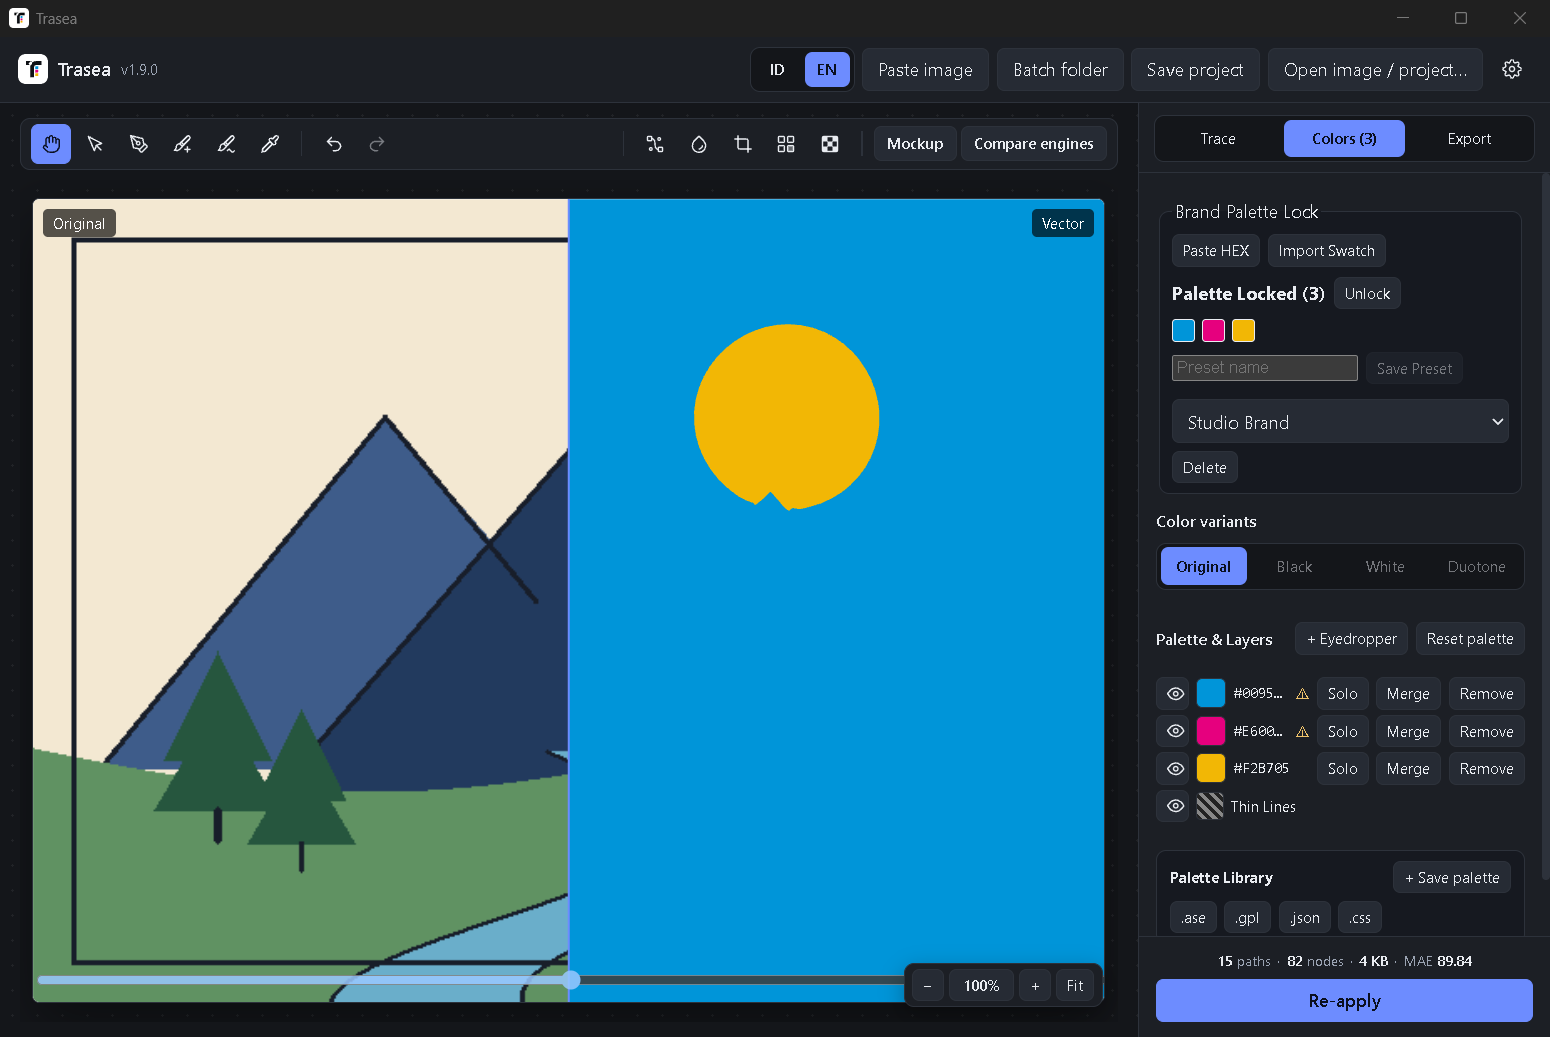 Trasea
Trasea v1.9.0
ID EN Paste image Batch folder Save project Open image / project...
Mockup Compare engines
Trace Colors (3) Export
Original
Vector
Brand Palette Lock
Paste HEX Import Swatch
Palette Locked (3) Unlock
Preset name Save Preset
Studio Brand
Delete
Color variants
Original Black White Duotone
Palette & Layers + Eyedropper Reset palette
#0095... ⚠ Solo Merge Remove
#E600... ⚠ Solo Merge Remove
#F2B705 Solo Merge Remove
Thin Lines
Palette Library + Save palette
.ase .gpl .json .css
15 paths · 82 nodes · 4 KB · MAE 89.84
− 100% + Fit
Re-apply